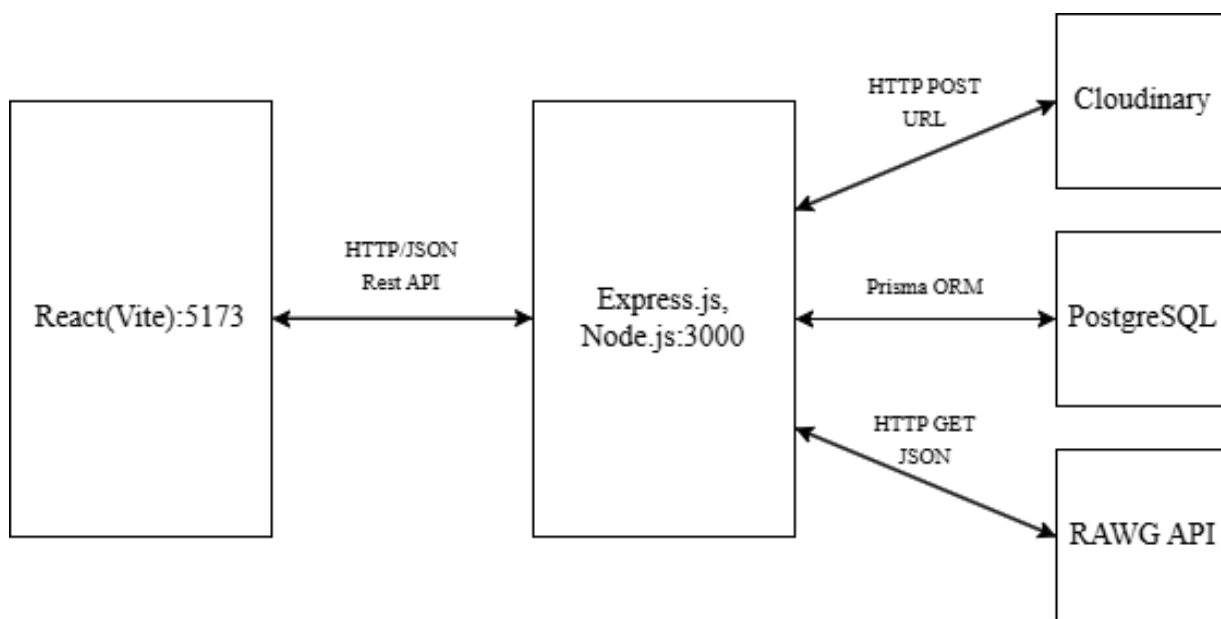 React(Vite):5173
HTTP/JSON
Rest API
Express.js,
Node.js:3000
HTTP POST
URL
Cloudinary
Prisma ORM
PostgreSQL
HTTP GET
JSON
RAWG API